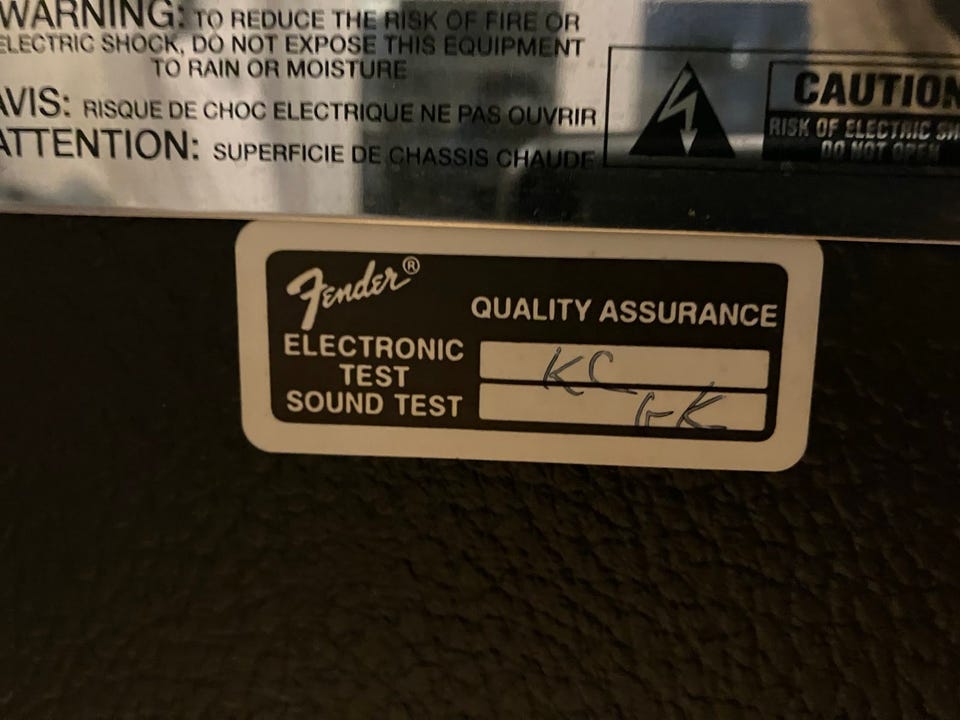 WARNING: TO REDUCE THE RISK OF FIRE OR
ELECTRIC SHOCK, DO NOT EXPOSE THIS EQUIPMENT
TO RAIN OR MOISTURE
AVIS: RISQUE DE CHOC ELECTRIQUE NE PAS OUVRIR
ATTENTION: SUPERFICIE DE CHASSIS CHAUDE
CAUTION
RISK OF ELECTRIC SH
DO NOT OPEN
Fender®
QUALITY ASSURANCE
ELECTRONIC
TEST
KC
SOUND TEST
GK